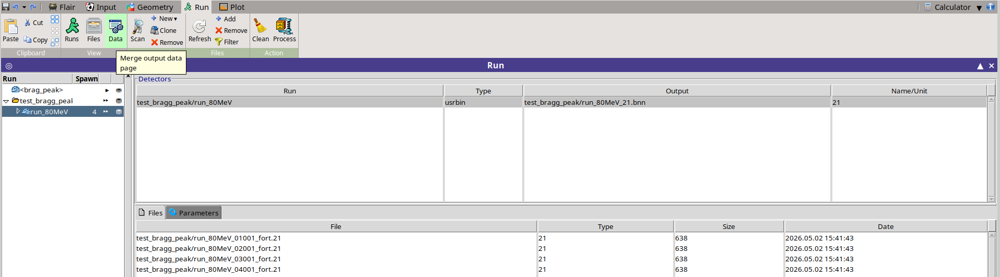 Flair Input Geometry Run Plot Calculator
Paste Cut Copy Runs Files Data Scan New Clone Remove Refresh Add Remove Filter Clean Process
Clipboard View Files Action
Merge output data
page
Run
Run Spawn
<brag_peak>
test_bragg_peal
run_80MeV 4
Detectors
Run Type Output Name/Unit
test_bragg_peak/run_80MeV usrbin test_bragg_peak/run_80MeV_21.bnn 21
Files Parameters
File Type Size Date
test_bragg_peak/run_80MeV_01001_fort.21 21 638 2026.05.02 15:41:43
test_bragg_peak/run_80MeV_02001_fort.21 21 638 2026.05.02 15:41:43
test_bragg_peak/run_80MeV_03001_fort.21 21 638 2026.05.02 15:41:43
test_bragg_peak/run_80MeV_04001_fort.21 21 638 2026.05.02 15:41:43